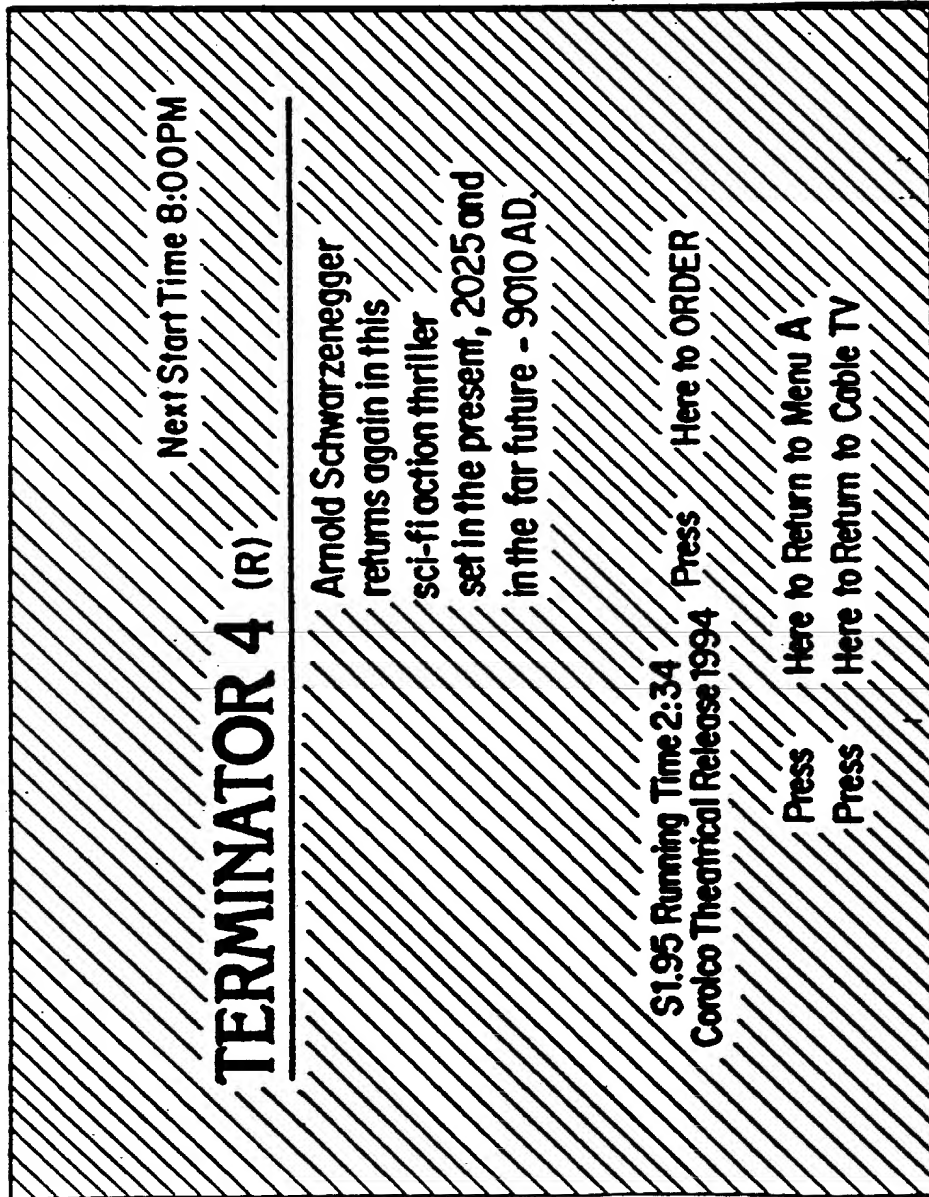 Next Start Time 8:00PM
TERMINATOR 4 (R)
Arnold Schwarzenegger
returns again in this
sci-fi action thriller
set in the present, 2025 and
in the far future - 9010 AD.
$1.95 Running Time 2:34
Carolco Theatrical Release 1994
Press Here to ORDER
Press Here to Return to Menu A
Press Here to Return to Cable TV